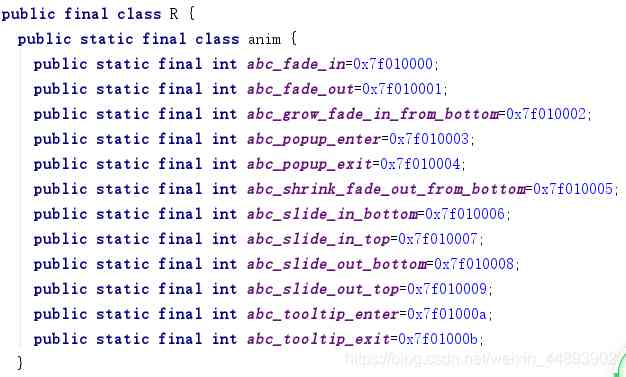 public final class R {
public static final class anim {
public static final int abc_fade_in=0x7f010000;
public static final int abc_fade_out=0x7f010001;
public static final int abc_grow_fade_in_from_bottom=0x7f010002;
public static final int abc_popup_enter=0x7f010003;
public static final int abc_popup_exit=0x7f010004;
public static final int abc_shrink_fade_out_from_bottom=0x7f010005;
public static final int abc_slide_in_bottom=0x7f010006;
public static final int abc_slide_in_top=0x7f010007;
public static final int abc_slide_out_bottom=0x7f010008;
public static final int abc_slide_out_top=0x7f010009;
public static final int abc_tooltip_enter=0x7f01000a;
public static final int abc_tooltip_exit=0x7f01000b;
https://blog.csdn.net/weixin_44893902
}